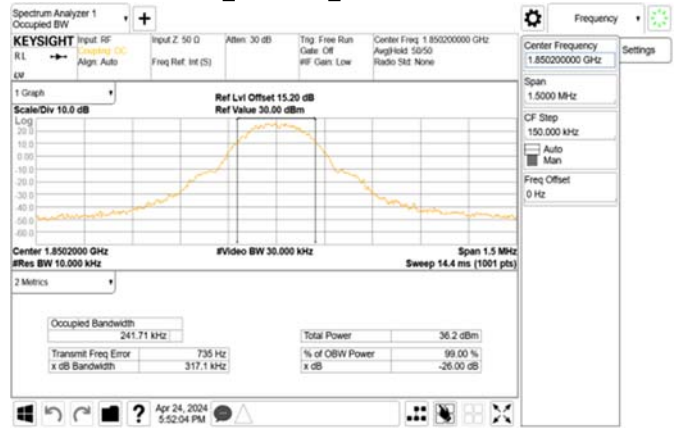 Spectrum Analyzer 1
Occupied BW
Frequency
KEYSIGHT
Input: RF
Coupling: DC
Align: Auto
Input Z: 50 Ω
Freq Ref: Int (S)
Atten: 30 dB
Trig: Free Run
Gate: Off
#IF Gain: Low
Center Freq: 1.850200000 GHz
Avg|Hold: 50/50
Radio Std: None
RL
Center Frequency
1.850200000 GHz
Settings
Span
1.5000 MHz
CF Step
150.000 kHz
Auto
Man
Freq Offset
0 Hz
1 Graph
Scale/Div 10.0 dB
Ref Lvl Offset 15.20 dB
Ref Value 30.00 dBm
Log
20.0
10.0
0.00
-10.0
-20.0
-30.0
-40.0
-50.0
-60.0
Center 1.8502000 GHz
#Video BW 30.000 kHz
Span 1.5 MHz
#Res BW 10.000 kHz
Sweep 14.4 ms (1001 pts)
2 Metrics
Occupied Bandwidth
241.71 kHz
Total Power
36.2 dBm
Transmit Freq Error
735 Hz
% of OBW Power
99.00 %
x dB Bandwidth
317.1 kHz
x dB
-26.00 dB
Apr 24, 2024
5:52:04 PM